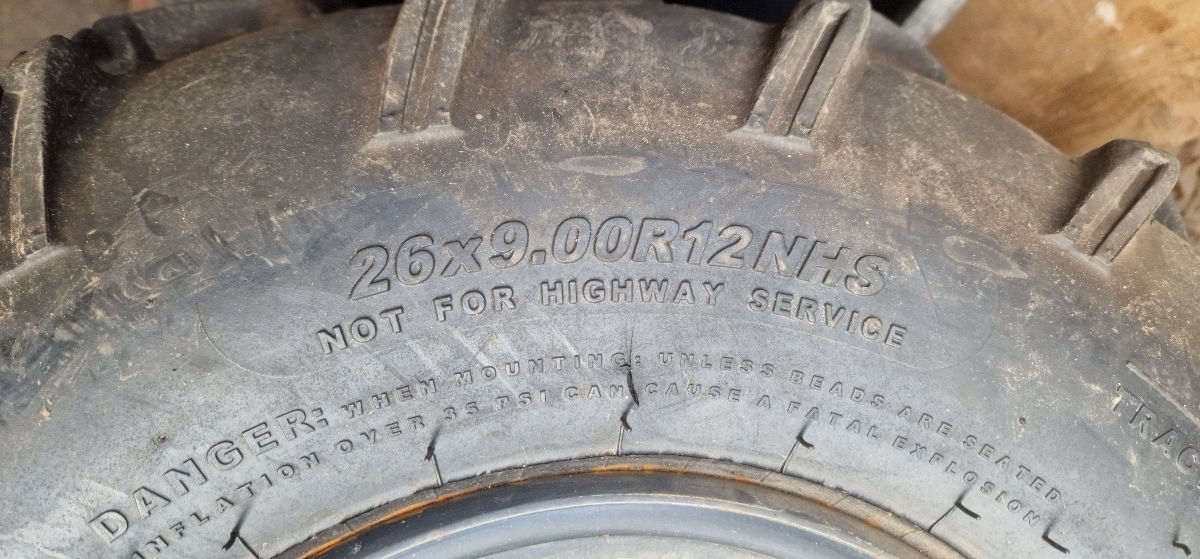 26x9.00R12NHS
NOT FOR HIGHWAY SERVICE
DANGER: WHEN MOUNTING: UNLESS BEADS ARE SEATED
INFLATION OVER 35 PSI CAN CAUSE A FATAL EXPLOSION